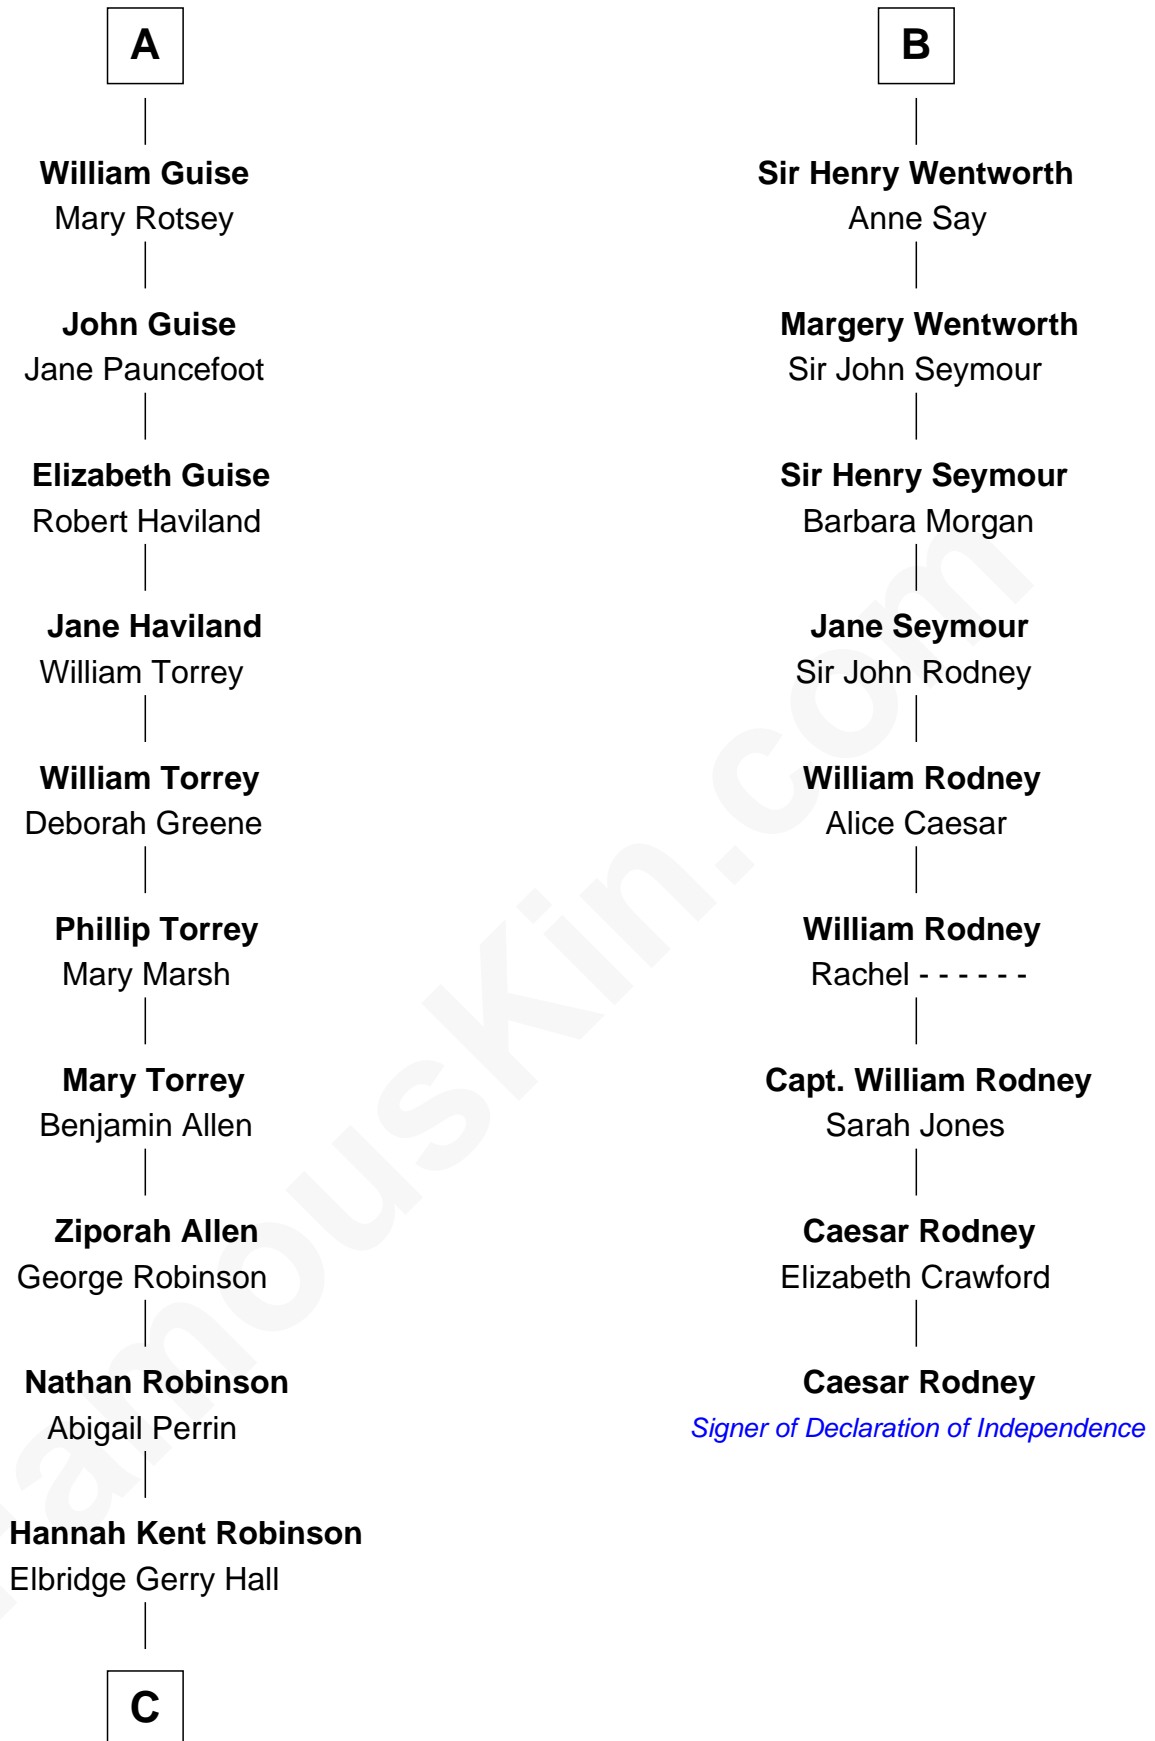 A
William Guise
Mary Rotsey
John Guise
Jane Pauncefoot
Elizabeth Guise
Robert Haviland
Jane Haviland
William Torrey
William Torrey
Deborah Greene
Phillip Torrey
Mary Marsh
Mary Torrey
Benjamin Allen
Ziporah Allen
George Robinson
Nathan Robinson
Abigail Perrin
Hannah Kent Robinson
Elbridge Gerry Hall
C
B
Sir Henry Wentworth
Anne Say
Margery Wentworth
Sir John Seymour
Sir Henry Seymour
Barbara Morgan
Jane Seymour
Sir John Rodney
William Rodney
Alice Caesar
William Rodney
Rachel - - - - - -
Capt. William Rodney
Sarah Jones
Caesar Rodney
Elizabeth Crawford
Caesar Rodney
Signer of Declaration of Independence
FamousKin.com